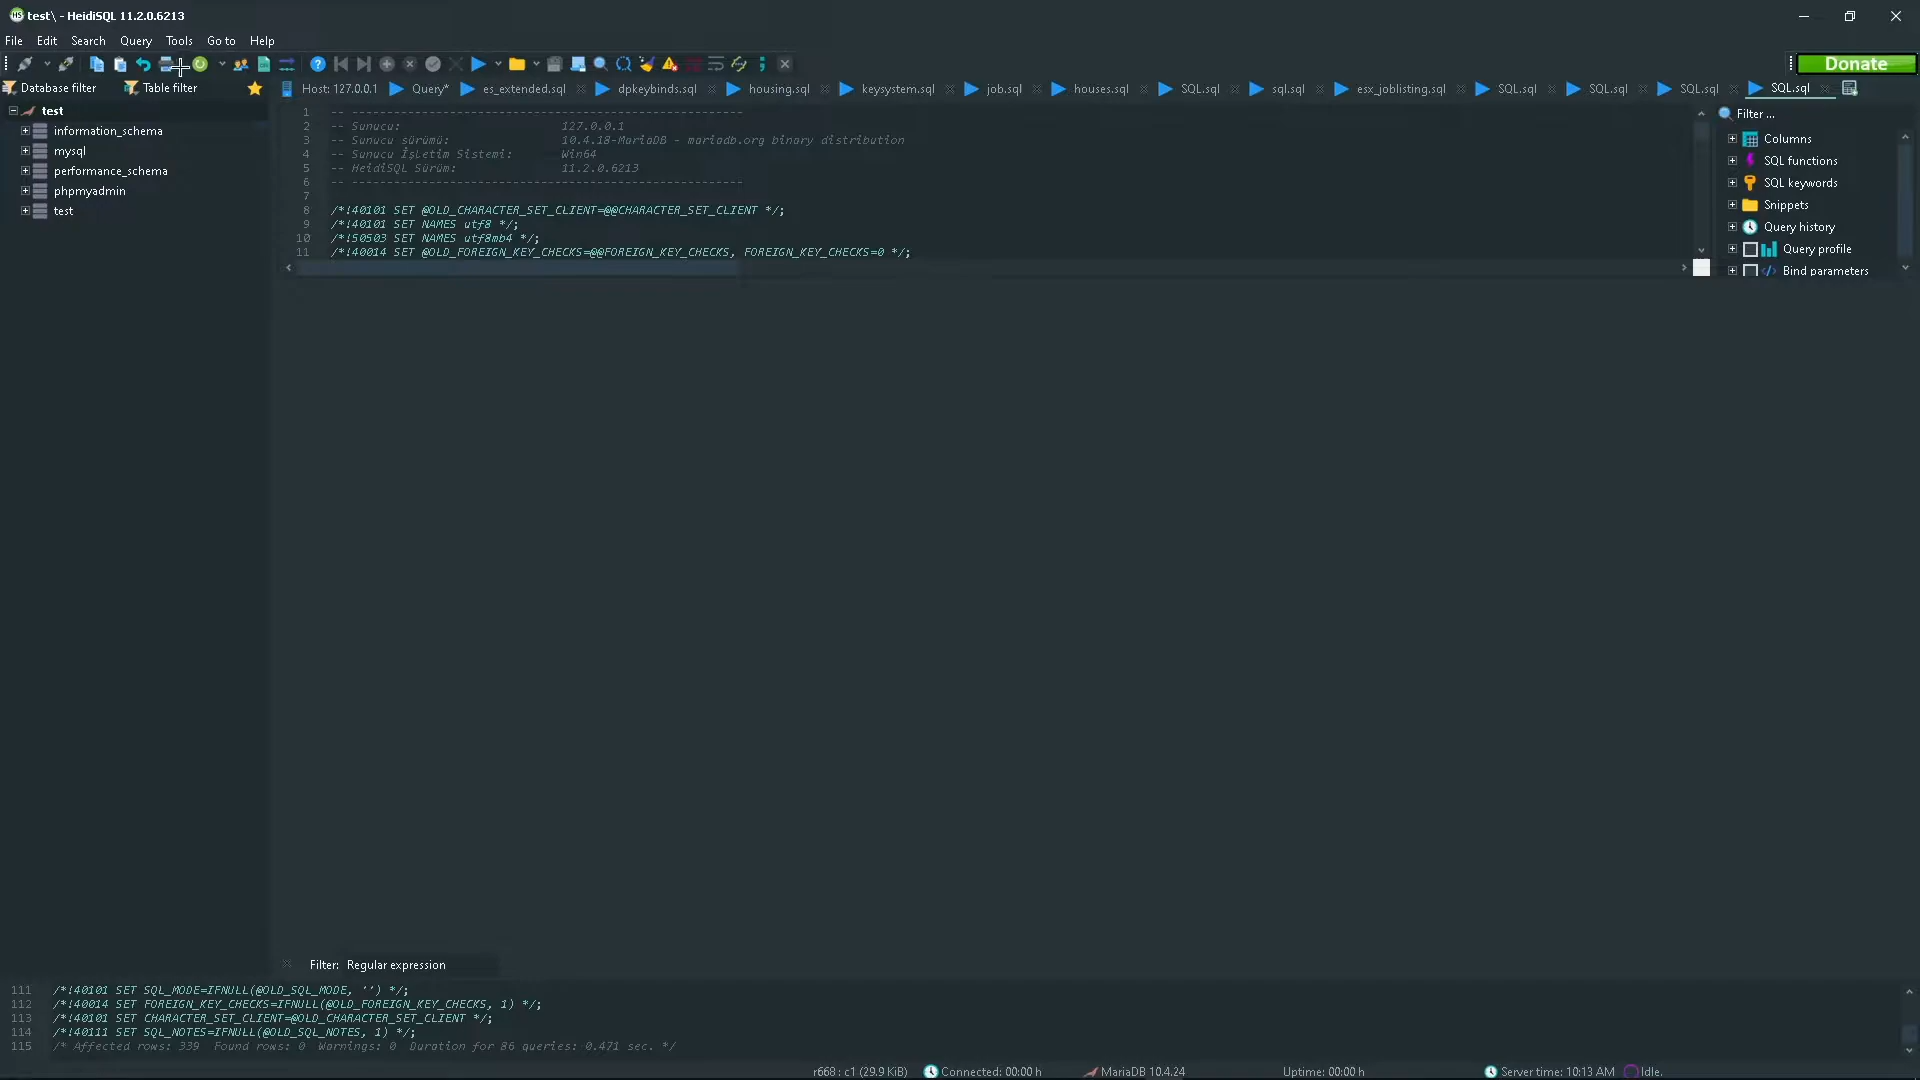 test\ - HeidiSQL 11.2.0.6213
File Edit Search Query Tools Go to Help
Donate
Database filter Table filter
Host: 127.0.0.1 Query* es_extended.sql dpkeybinds.sql housing.sql keysystem.sql job.sql houses.sql SQL.sql sql.sql esx_joblisting.sql SQL.sql SQL.sql SQL.sql SQL.sql
test
information_schema
mysql
performance_schema
phpmyadmin
test
1 -- --------------------------------------------------------
2 -- Sunucu: 127.0.0.1
3 -- Sunucu sürümü: 10.4.18-MariaDB - mariadb.org binary distribution
4 -- Sunucu İşletim Sistemi: Win64
5 -- HeidiSQL Sürüm: 11.2.0.6213
6 -- --------------------------------------------------------
7
8 /*!40101 SET @OLD_CHARACTER_SET_CLIENT=@@CHARACTER_SET_CLIENT */;
9 /*!40101 SET NAMES utf8 */;
10 /*!50503 SET NAMES utf8mb4 */;
11 /*!40014 SET @OLD_FOREIGN_KEY_CHECKS=@@FOREIGN_KEY_CHECKS, FOREIGN_KEY_CHECKS=0 */;
Filter ...
Columns
SQL functions
SQL keywords
Snippets
Query history
Query profile
Bind parameters
Filter: Regular expression
111 /*!40101 SET SQL_MODE=IFNULL(@OLD_SQL_MODE, '') */;
112 /*!40014 SET FOREIGN_KEY_CHECKS=IFNULL(@OLD_FOREIGN_KEY_CHECKS, 1) */;
113 /*!40101 SET CHARACTER_SET_CLIENT=@OLD_CHARACTER_SET_CLIENT */;
114 /*!40111 SET SQL_NOTES=IFNULL(@OLD_SQL_NOTES, 1) */;
115 /* Affected rows: 339 Found rows: 0 Warnings: 0 Duration for 86 queries: 0.471 sec. */
r668 : c1 (29.9 KiB) Connected: 00:00 h MariaDB 10.4.24 Uptime: 00:00 h Server time: 10:13 AM Idle.